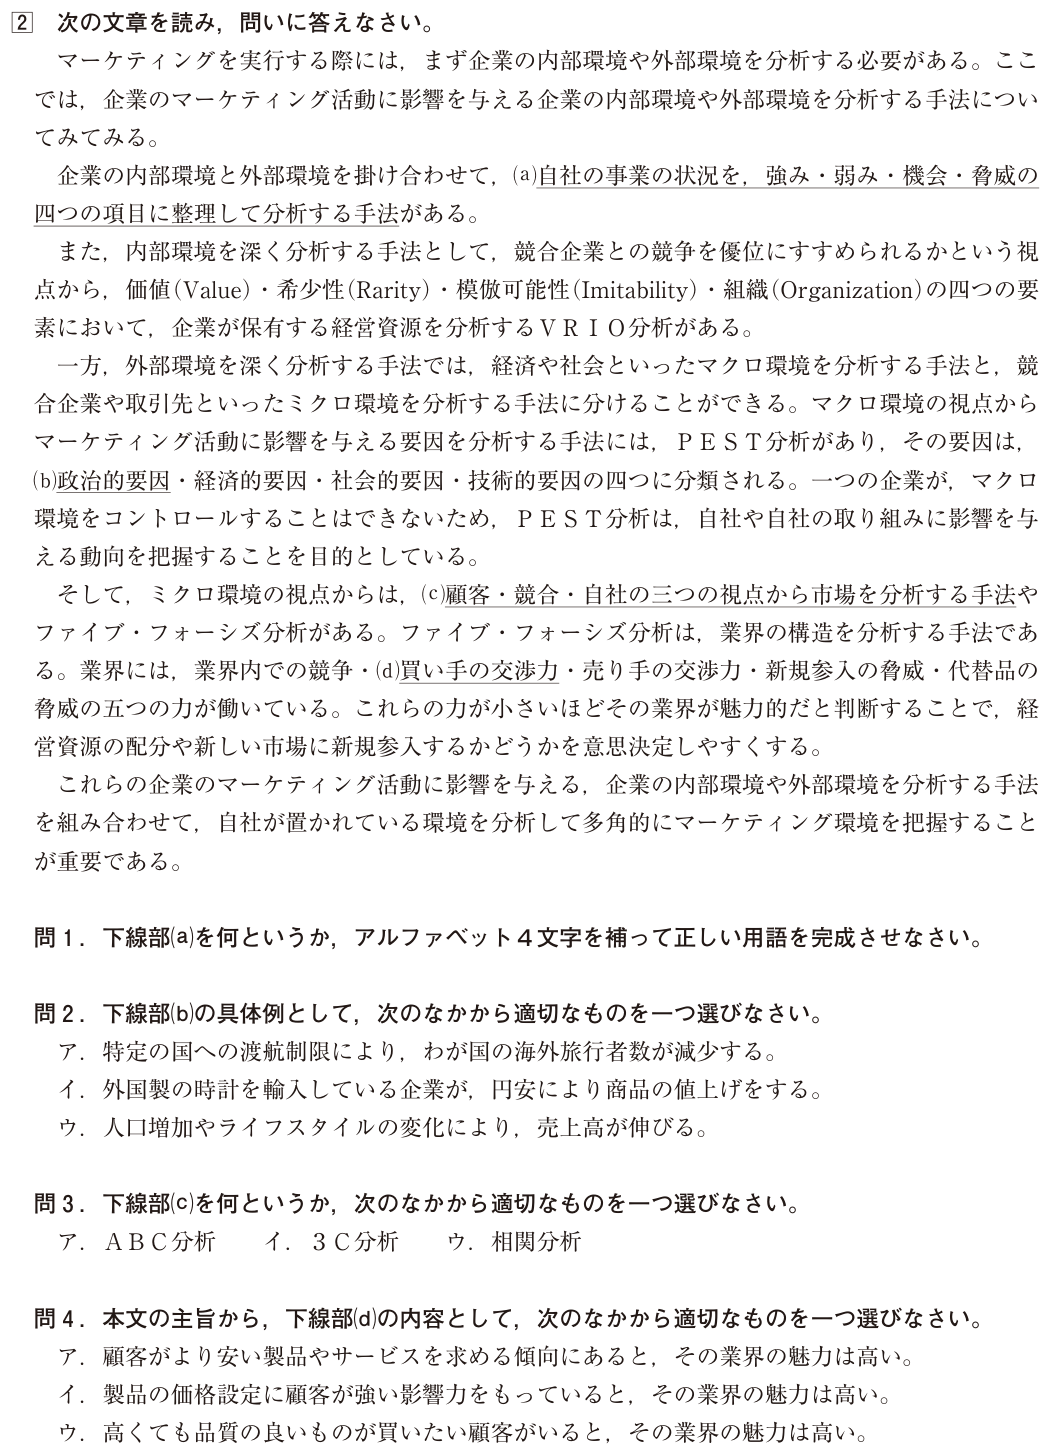 2　次の文章を読み，問いに答えなさい。
　マーケティングを実行する際には，まず企業の内部環境や外部環境を分析する必要がある。ここ
では，企業のマーケティング活動に影響を与える企業の内部環境や外部環境を分析する手法につい
てみてみる。
　企業の内部環境と外部環境を掛け合わせて，(a)自社の事業の状況を，強み・弱み・機会・脅威の
四つの項目に整理して分析する手法がある。
　また，内部環境を深く分析する手法として，競合企業との競争を優位にすすめられるかという視
点から，価値(Value)・希少性(Rarity)・模倣可能性(Imitability)・組織(Organization)の四つの要
素において，企業が保有する経営資源を分析するＶＲＩＯ分析がある。
　一方，外部環境を深く分析する手法では，経済や社会といったマクロ環境を分析する手法と，競
合企業や取引先といったミクロ環境を分析する手法に分けることができる。マクロ環境の視点から
マーケティング活動に影響を与える要因を分析する手法には，ＰＥＳＴ分析があり，その要因は，
(b)政治的要因・経済的要因・社会的要因・技術的要因の四つに分類される。一つの企業が，マクロ
環境をコントロールすることはできないため，ＰＥＳＴ分析は，自社や自社の取り組みに影響を与
える動向を把握することを目的としている。
　そして，ミクロ環境の視点からは，(c)顧客・競合・自社の三つの視点から市場を分析する手法や
ファイブ・フォーシズ分析がある。ファイブ・フォーシズ分析は，業界の構造を分析する手法であ
る。業界には，業界内での競争・(d)買い手の交渉力・売り手の交渉力・新規参入の脅威・代替品の
脅威の五つの力が働いている。これらの力が小さいほどその業界が魅力的だと判断することで，経
営資源の配分や新しい市場に新規参入するかどうかを意思決定しやすくする。
　これらの企業のマーケティング活動に影響を与える，企業の内部環境や外部環境を分析する手法
を組み合わせて，自社が置かれている環境を分析して多角的にマーケティング環境を把握すること
が重要である。
問１．下線部(a)を何というか，アルファベット４文字を補って正しい用語を完成させなさい。
問２．下線部(b)の具体例として，次のなかから適切なものを一つ選びなさい。
　ア．特定の国への渡航制限により，わが国の海外旅行者数が減少する。
　イ．外国製の時計を輸入している企業が，円安により商品の値上げをする。
　ウ．人口増加やライフスタイルの変化により，売上高が伸びる。
問３．下線部(c)を何というか，次のなかから適切なものを一つ選びなさい。
　ア．ＡＢＣ分析　　イ．３Ｃ分析　　ウ．相関分析
問４．本文の主旨から，下線部(d)の内容として，次のなかから適切なものを一つ選びなさい。
　ア．顧客がより安い製品やサービスを求める傾向にあると，その業界の魅力は高い。
　イ．製品の価格設定に顧客が強い影響力をもっていると，その業界の魅力は高い。
　ウ．高くても品質の良いものが買いたい顧客がいると，その業界の魅力は高い。